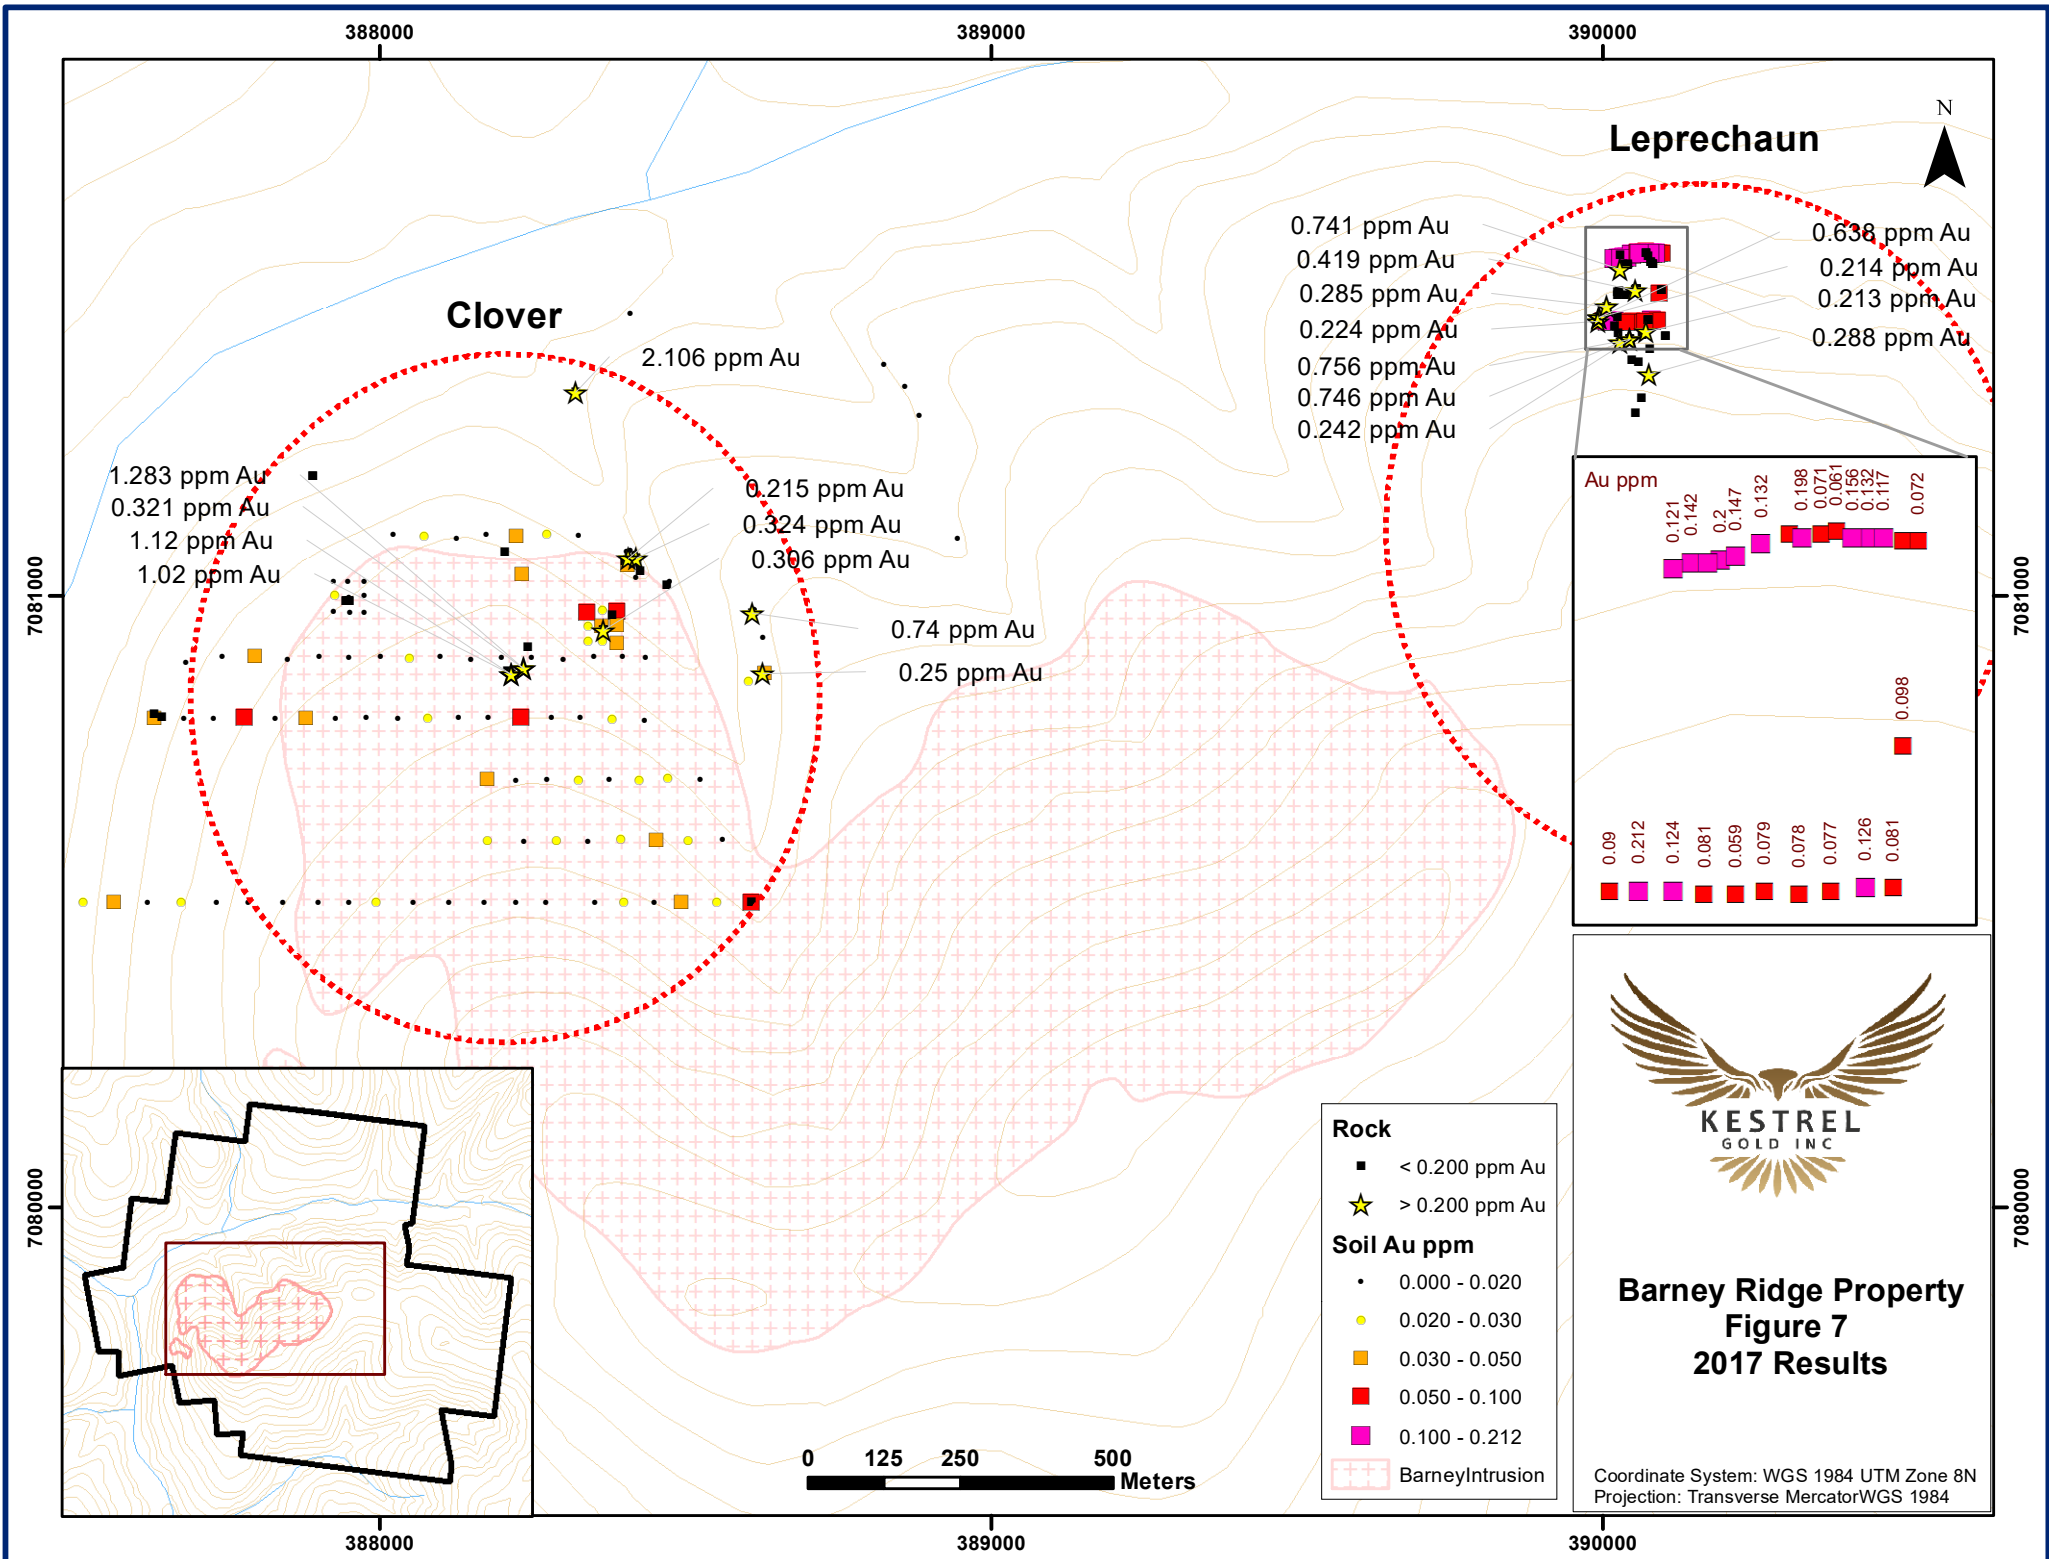 388000
389000
390000
N
Leprechaun
Clover
0.741 ppm Au
0.419 ppm Au
0.285 ppm Au
0.224 ppm Au
0.756 ppm Au
0.746 ppm Au
0.242 ppm Au
0.638 ppm Au
0.214 ppm Au
0.213 ppm Au
0.288 ppm Au
2.106 ppm Au
1.283 ppm Au
0.321 ppm Au
1.12 ppm Au
1.02 ppm Au
0.215 ppm Au
0.324 ppm Au
0.306 ppm Au
0.74 ppm Au
0.25 ppm Au
7081000
7081000
Au ppm
0.121
0.142
0.2
0.147
0.132
0.198
0.071
0.061
0.156
0.132
0.117
0.072
0.098
0.09
0.212
0.124
0.081
0.059
0.079
0.078
0.077
0.126
0.081
KESTREL
GOLD INC
Barney Ridge Property
Figure 7
2017 Results
Coordinate System: WGS 1984 UTM Zone 8N
Projection: Transverse MercatorWGS 1984
Rock
< 0.200 ppm Au
> 0.200 ppm Au
Soil Au ppm
0.000 - 0.020
0.020 - 0.030
0.030 - 0.050
0.050 - 0.100
0.100 - 0.212
BarneyIntrusion
0 125 250 500
Meters
7080000
7080000
388000
389000
390000